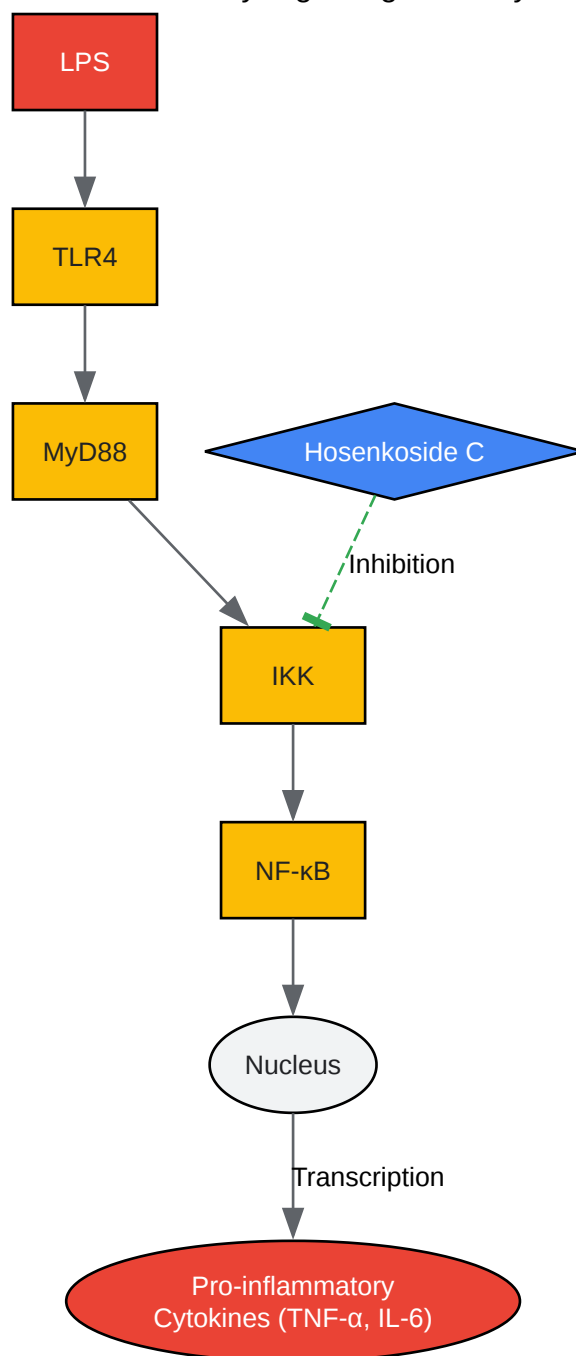 LPS
TLR4
MyD88
Hosenkoside C
Inhibition
IKK
NF-κB
Nucleus
Transcription
Pro-inflammatory
Cytokines (TNF-α, IL-6)